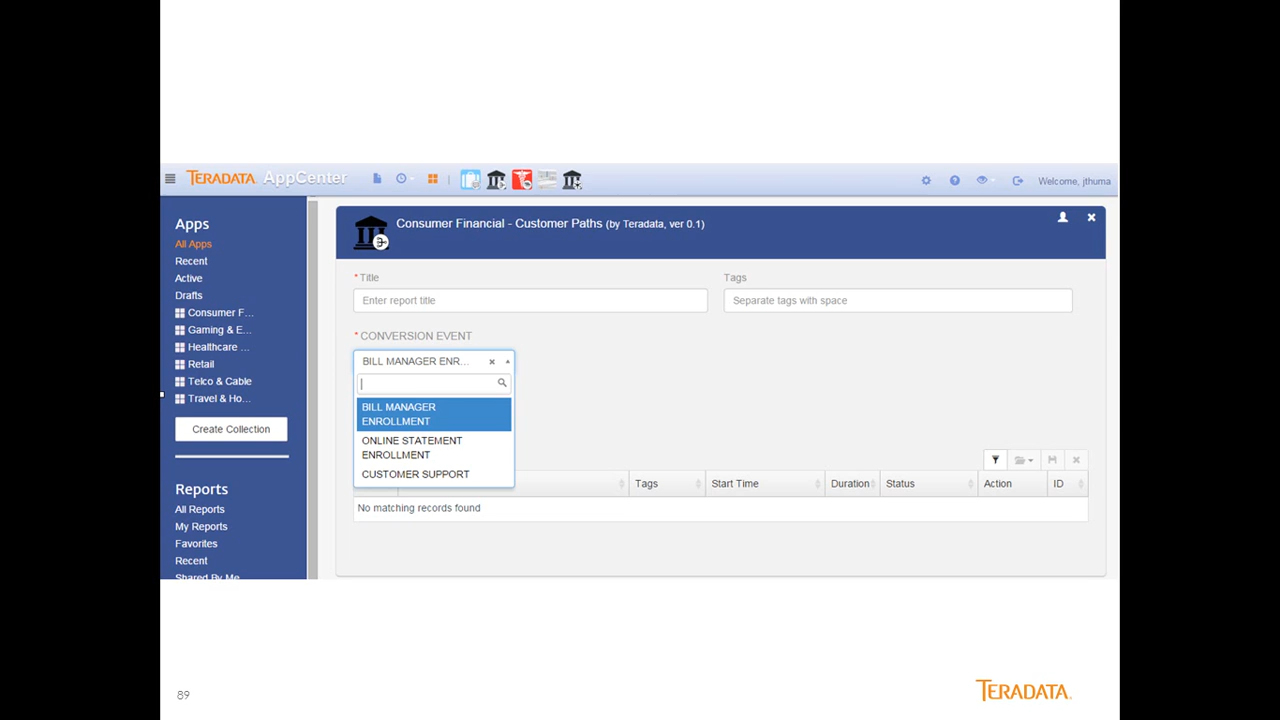 TERADATA AppCenter
Welcome, jthuma
Apps
All Apps
Recent
Active
Drafts
Consumer F...
Gaming & E...
Healthcare ...
Retail
Telco & Cable
Travel & Ho...
Create Collection
Reports
All Reports
My Reports
Favorites
Recent
Shared By Me
Consumer Financial - Customer Paths (by Teradata, ver 0.1)
* Title
Tags
Enter report title
Separate tags with space
* CONVERSION EVENT
BILL MANAGER ENR...
BILL MANAGER
ENROLLMENT
ONLINE STATEMENT
ENROLLMENT
CUSTOMER SUPPORT
Tags Start Time Duration Status Action ID
No matching records found
89
TERADATA.